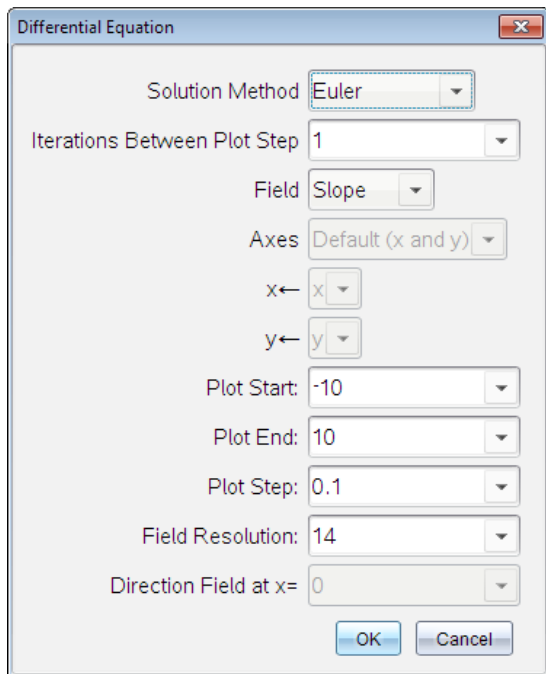 Differential Equation
Solution Method Euler
Iterations Between Plot Step 1
Field Slope
Axes Default (x and y)
x← x
y← y
Plot Start: -10
Plot End: 10
Plot Step: 0.1
Field Resolution: 14
Direction Field at x= 0
OK Cancel